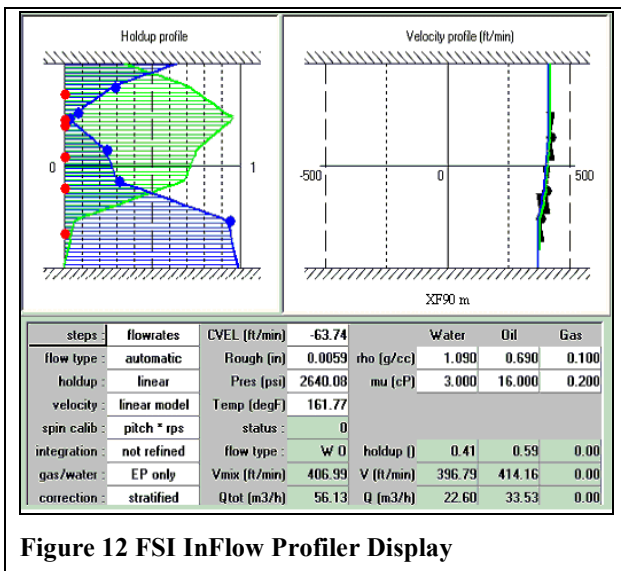 Holdup profile
Velocity profile (ft/min)
0 1
-500 0 500
XF90 m
steps : flowrates CVEL (ft/min) -63.74 Water Oil Gas
flow type : automatic Rough (in) 0.0059 rho (g/cc) 1.090 0.690 0.100
holdup : linear Pres (psi) 2640.08 mu (cP) 3.000 16.000 0.200
velocity : linear model Temp (degF) 161.77
spin calib : pitch * rps status : 0
integration : not refined flow type : W O holdup () 0.41 0.59 0.00
gas/water : EP only Vmix (ft/min) 406.99 V (ft/min) 396.79 414.16 0.00
correction : stratified Qtot (m3/h) 56.13 Q (m3/h) 22.60 33.53 0.00
Figure 12 FSI InFlow Profiler Display